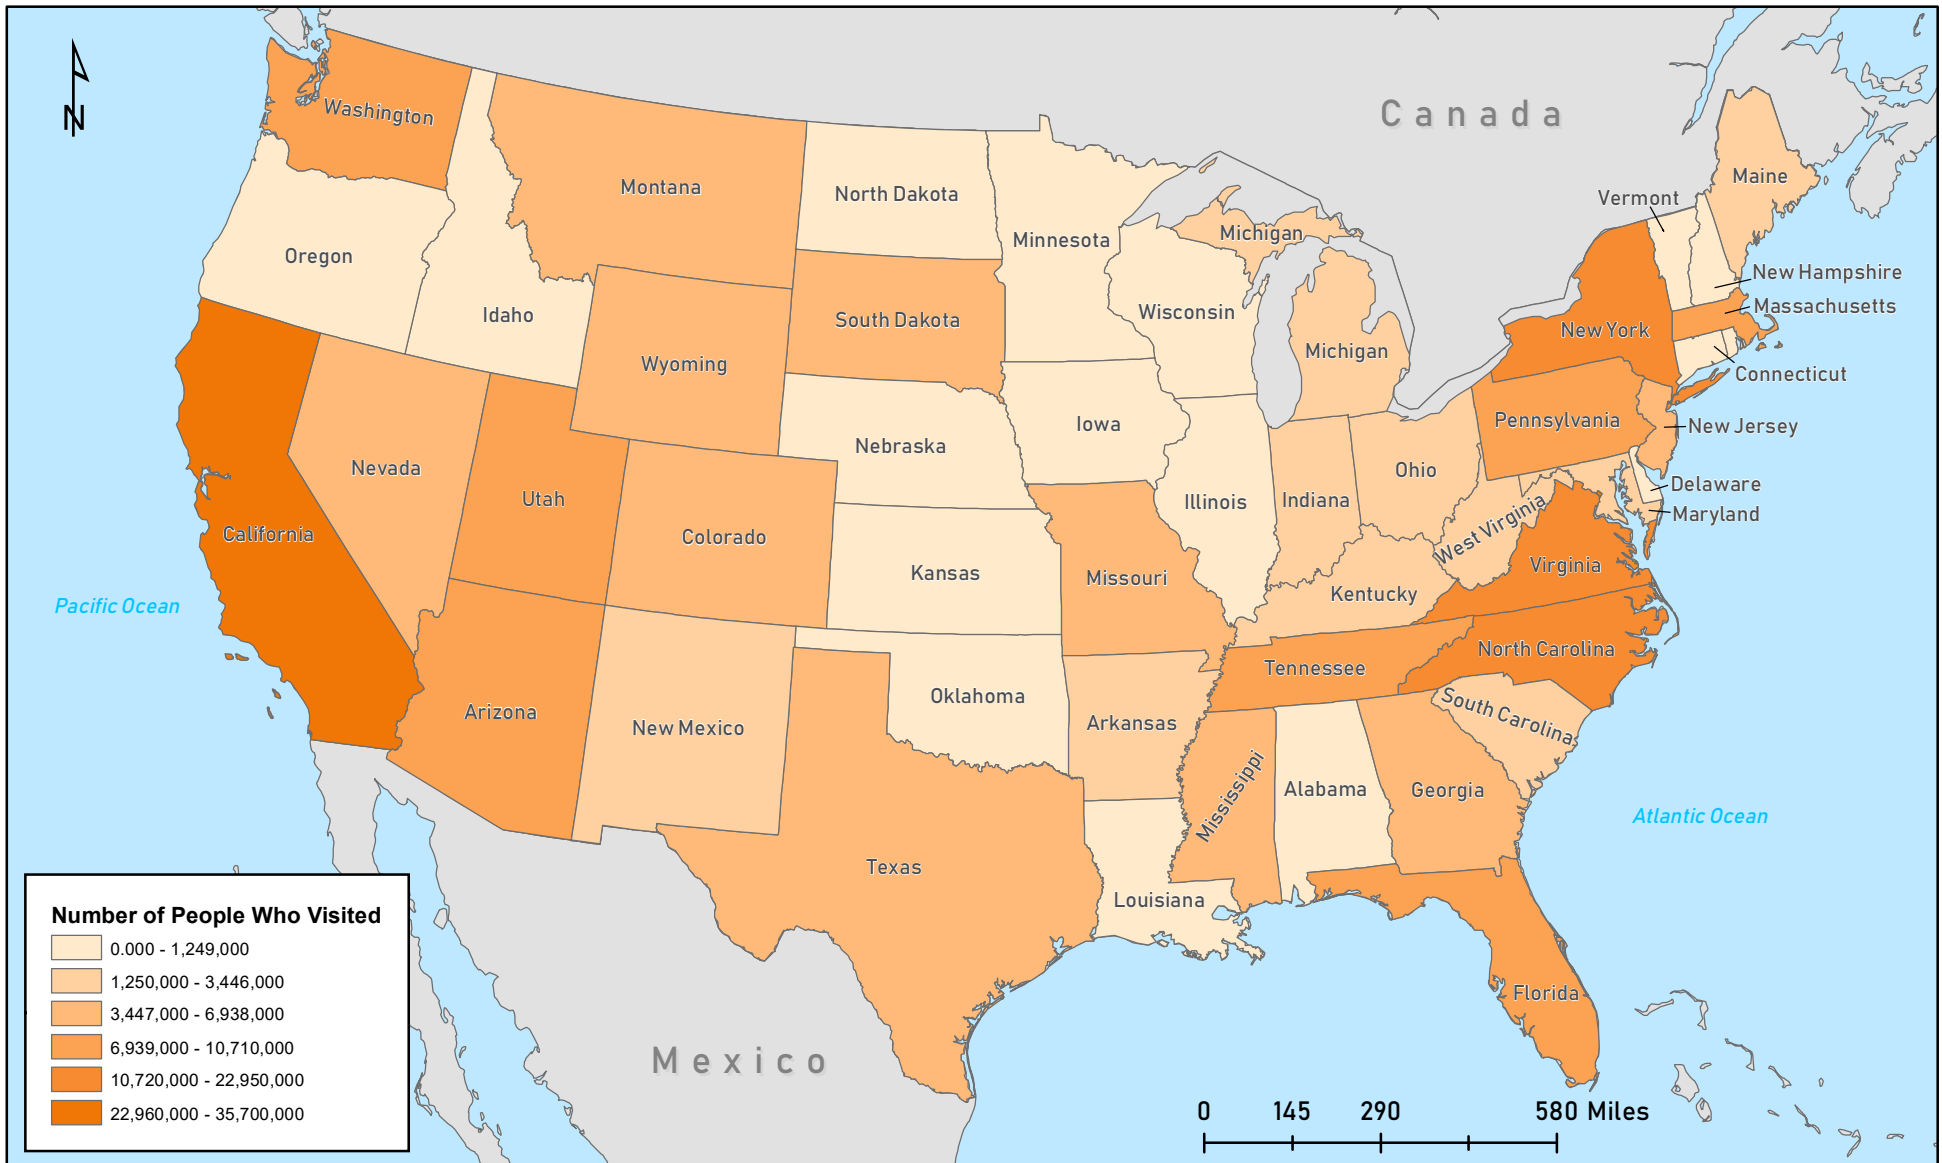 N
Canada
Washington
Montana
North Dakota
Minnesota
Michigan
Maine
Vermont
Oregon
Idaho
New Hampshire
Massachusetts
South Dakota
Wisconsin
New York
Wyoming
Michigan
Connecticut
Iowa
Pennsylvania
New Jersey
Nebraska
Nevada
Utah
Ohio
Delaware
Illinois
Indiana
Maryland
West Virginia
California
Colorado
Kansas
Missouri
Virginia
Kentucky
Pacific Ocean
North Carolina
Tennessee
Oklahoma
Arizona
New Mexico
Arkansas
South Carolina
Mississippi
Alabama
Georgia
Atlantic Ocean
Texas
Louisiana
Florida
Mexico
Number of People Who Visited
0.000 - 1,249,000
1,250,000 - 3,446,000
3,447,000 - 6,938,000
6,939,000 - 10,710,000
10,720,000 - 22,950,000
22,960,000 - 35,700,000
0 145 290 580 Miles